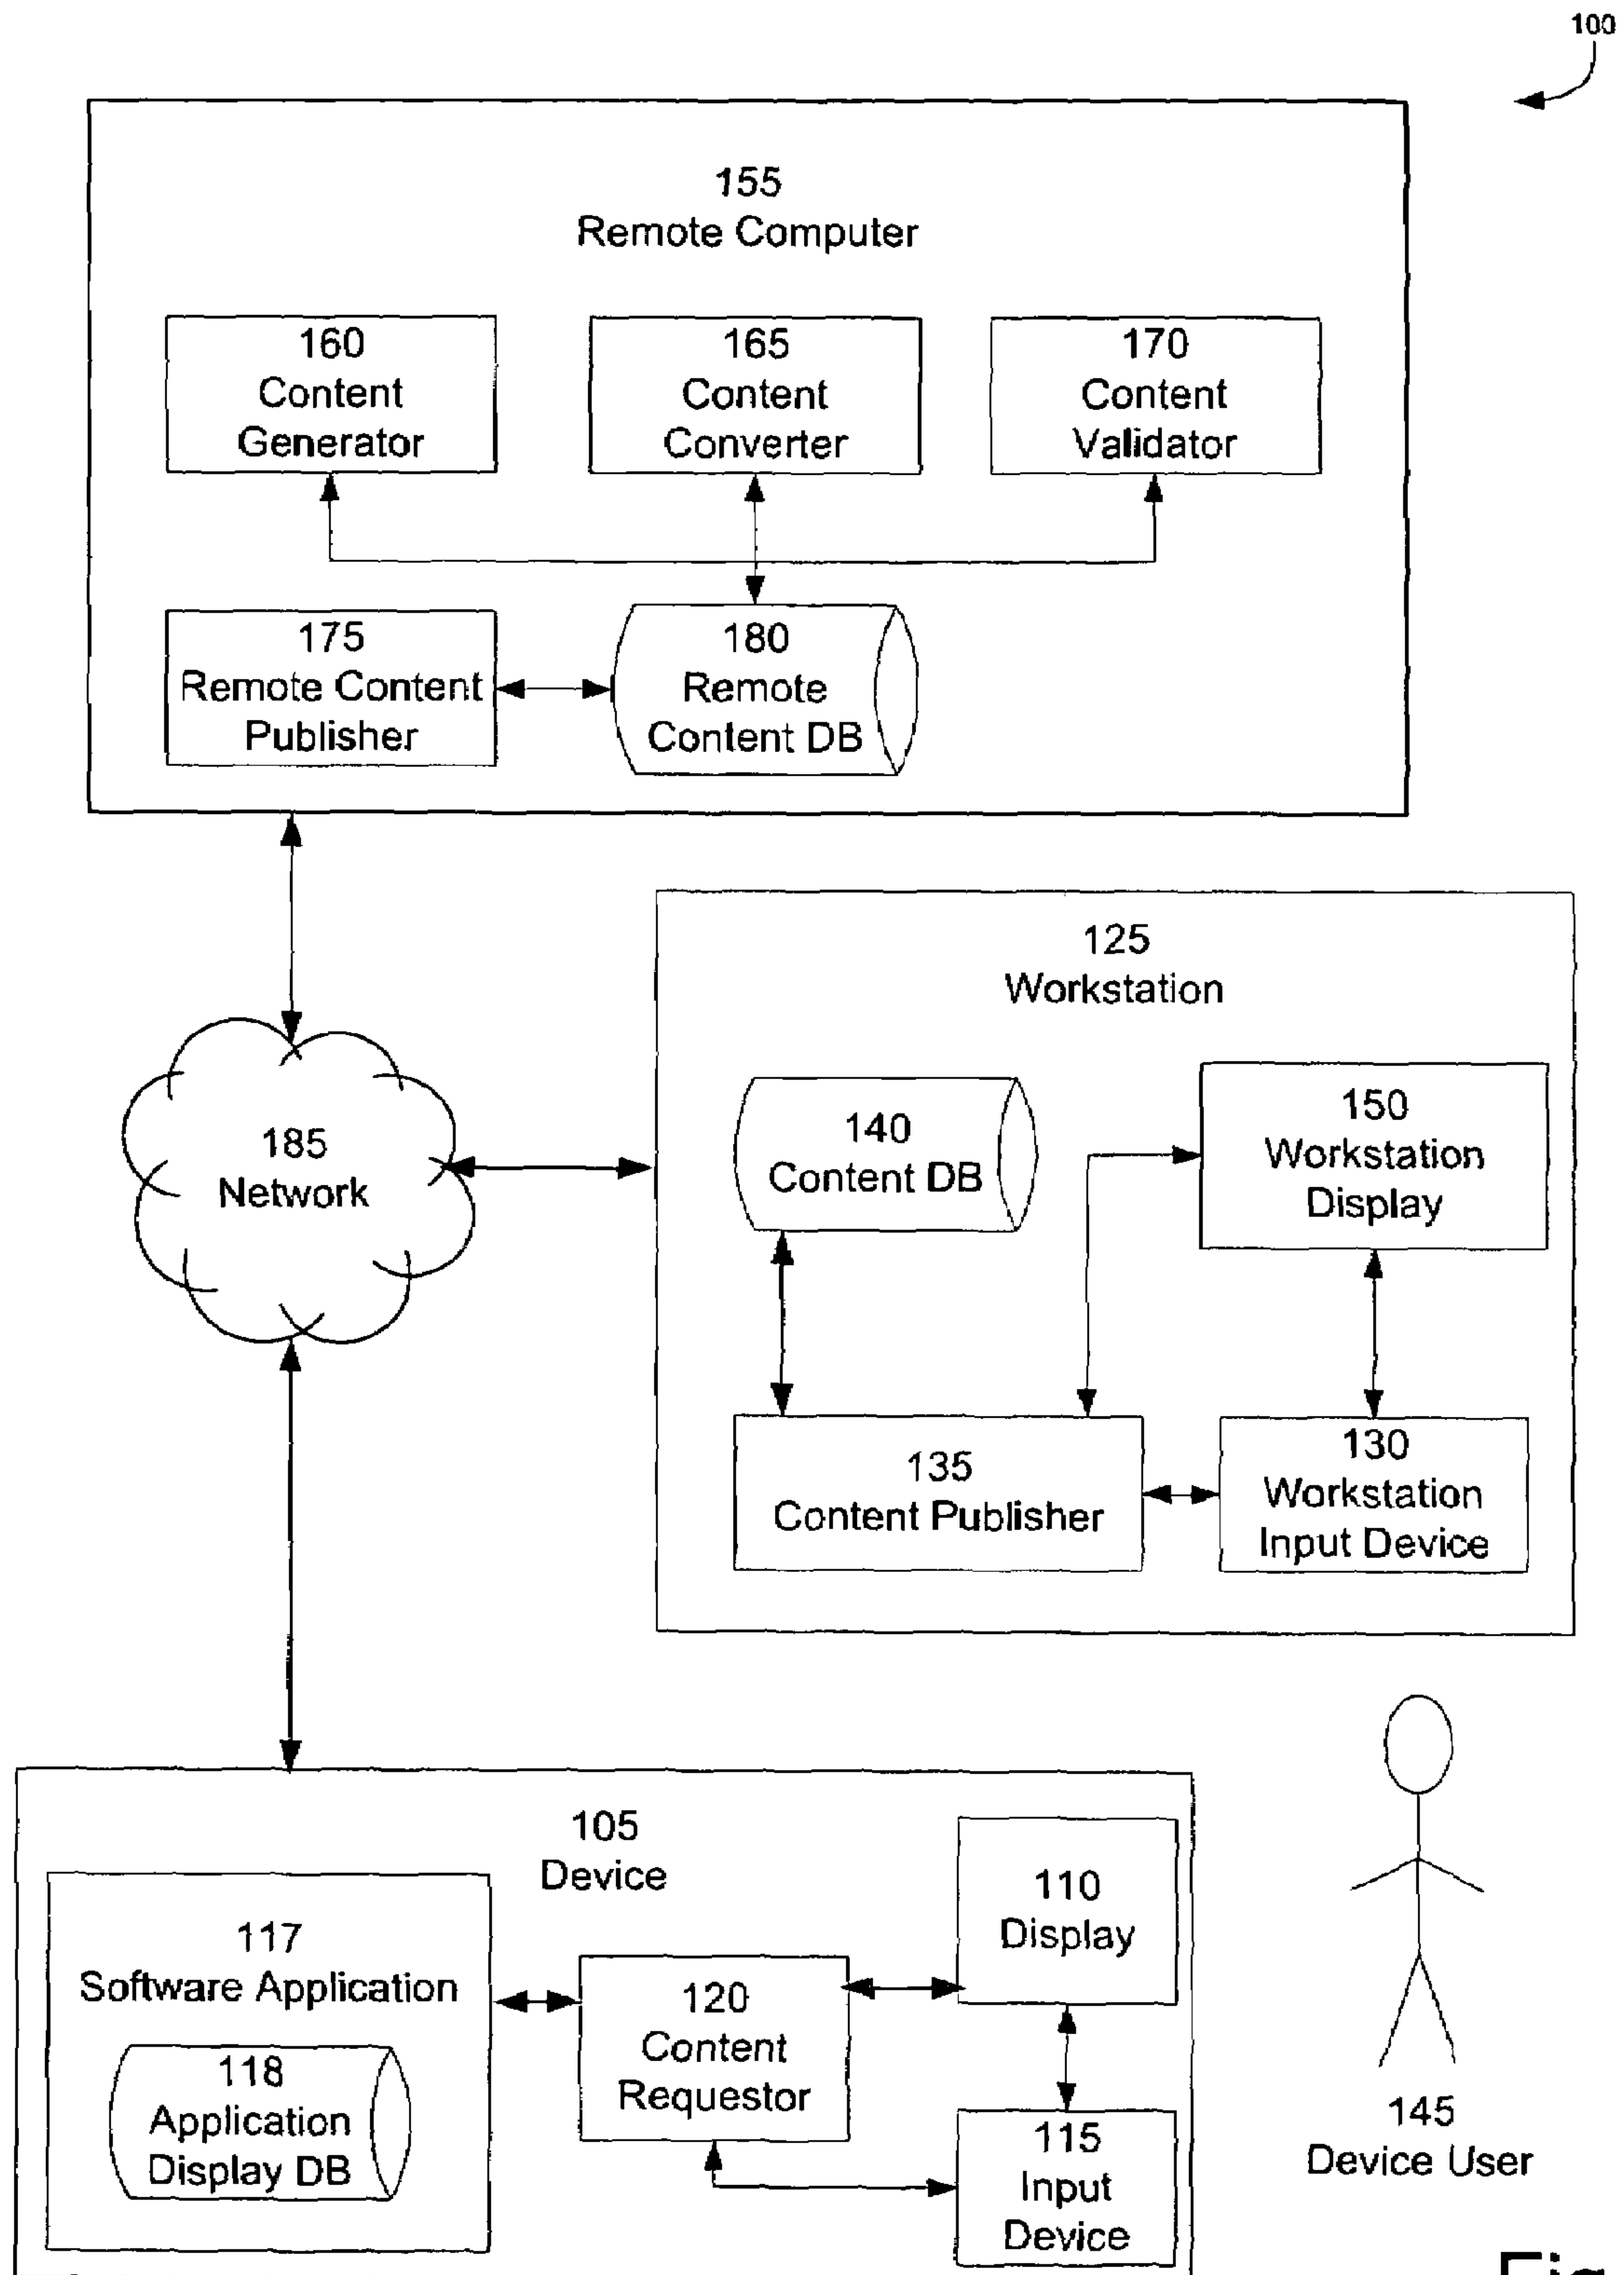 100
155
Remote Computer
160
Content
Generator
165
Content
Converter
170
Content
Validator
175
Remote Content
Publisher
180
Remote
Content DB
125
Workstation
185
Network
140
Content DB
150
Workstation
Display
135
Content Publisher
130
Workstation
Input Device
105
Device
117
Software Application
118
Application
Display DB
120
Content
Requestor
110
Display
115
Input
Device
145
Device User